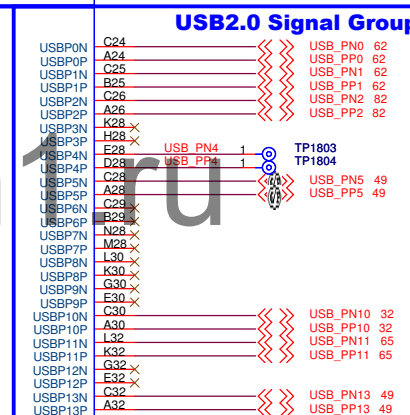 USB2.0 Signal Group
USBP0N C24 USB_PN0 62
USBP0P A24 USB_PP0 62
USBP1N C25 USB_PN1 62
USBP1P B25 USB_PP1 62
USBP2N C26 USB_PN2 82
USBP2P A26 USB_PP2 82
USBP3N K28
USBP3P H28
USBP4N E28 USB_PN4 1 TP1803
USBP4P D28 USB_PP4 1 TP1804
USBP5N C28 USB_PN5 49
USBP5P A28 USB_PP5 49
USBP6N C29
USBP6P B29
USBP7N N28
USBP7P M28
USBP8N L30
USBP8P K30
USBP9N G30
USBP9P E30
USBP10N C30 USB_PN10 32
USBP10P A30 USB_PP10 32
USBP11N L32 USB_PN11 65
USBP11P K32 USB_PP11 65
USBP12N G32
USBP12P E32
USBP13N C32 USB_PN13 49
USBP13P A32 USB_PP13 49
1.ru